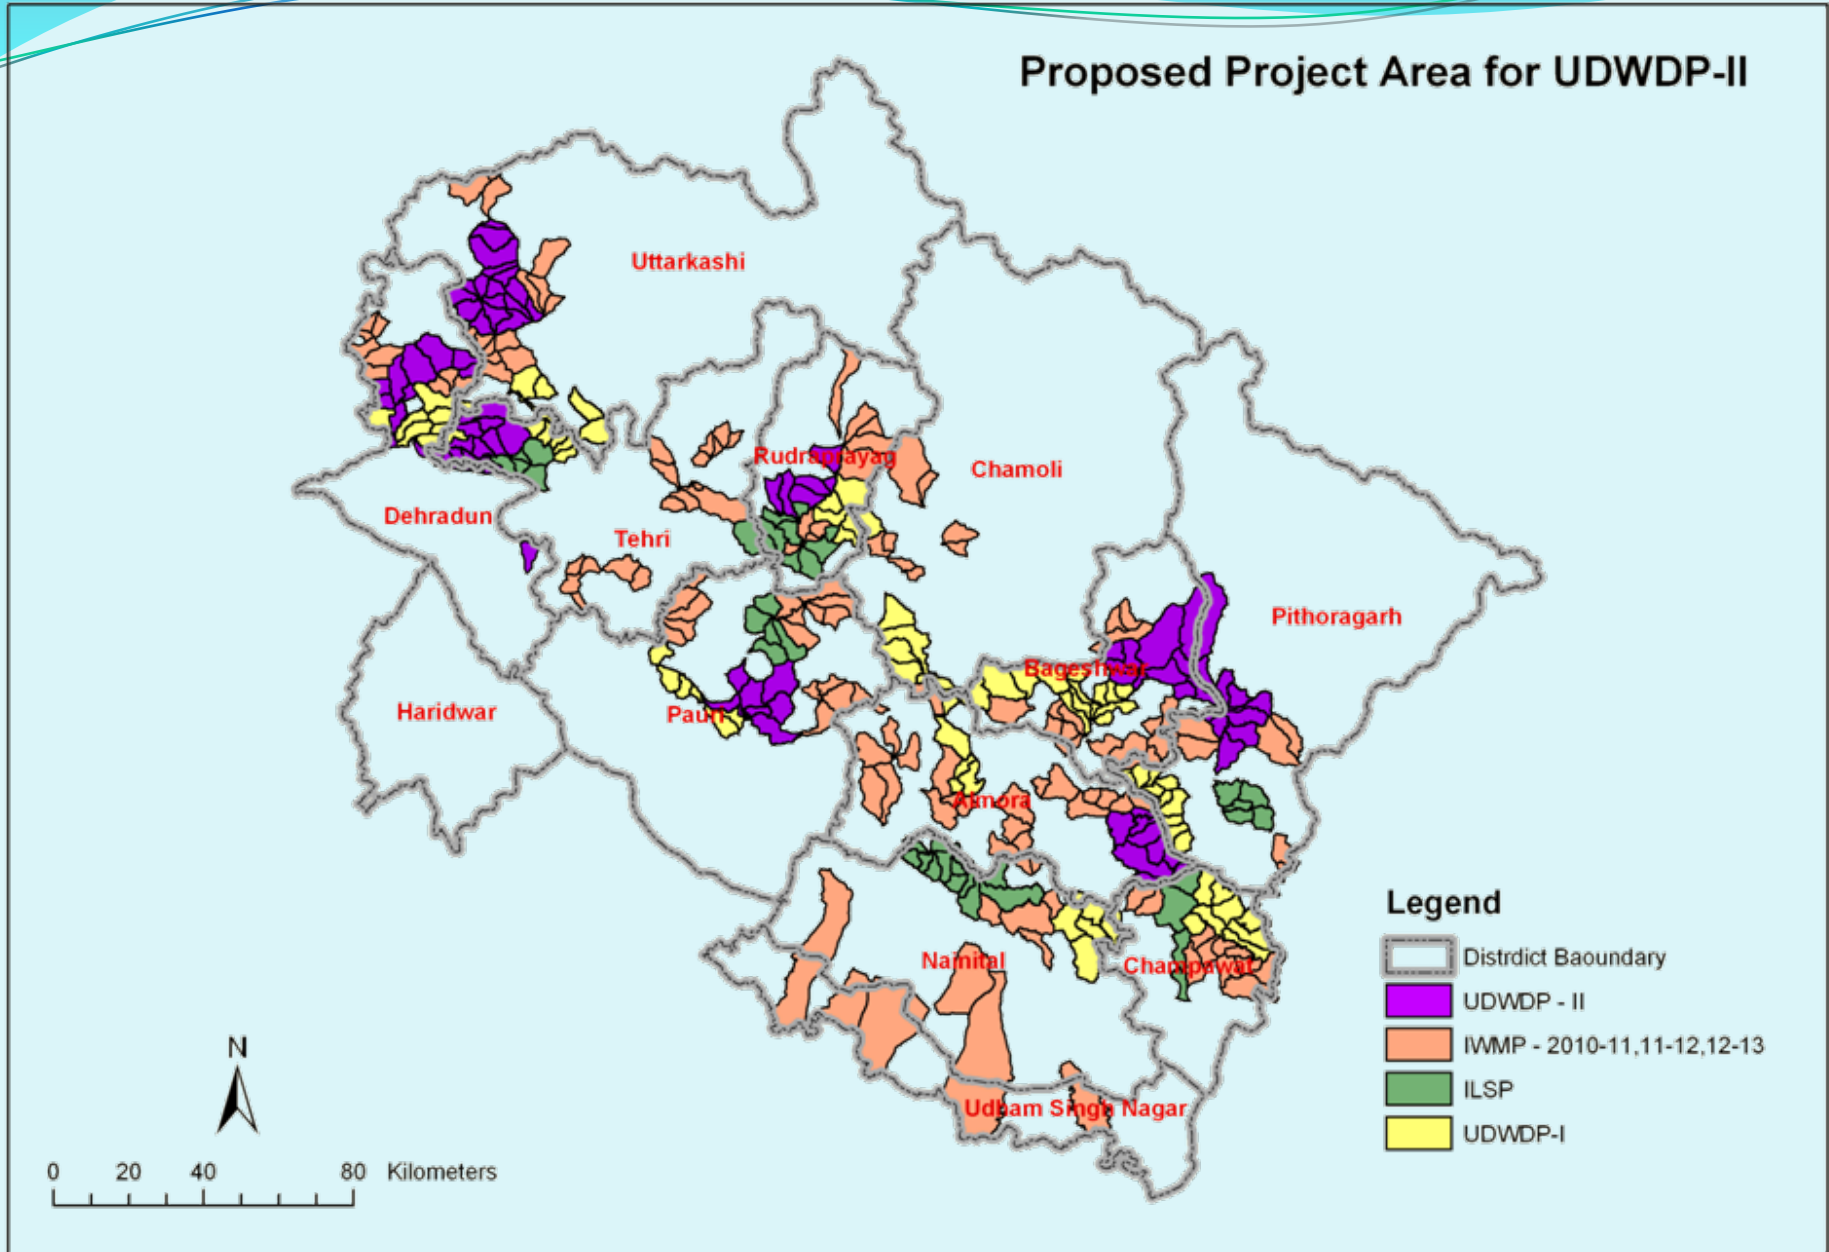 Proposed Project Area for UDWDP-II
Uttarkashi
Rudraprayag
Chamoli
Dehradun
Tehri
Pithoragarh
Bageshwar
Haridwar
Pauri
Almora
Nainital
Champawat
Udham Singh Nagar
Legend
Distrdict Baoundary
UDWDP - II
IWMP - 2010-11,11-12,12-13
ILSP
UDWDP-I
N
0 20 40 80 Kilometers